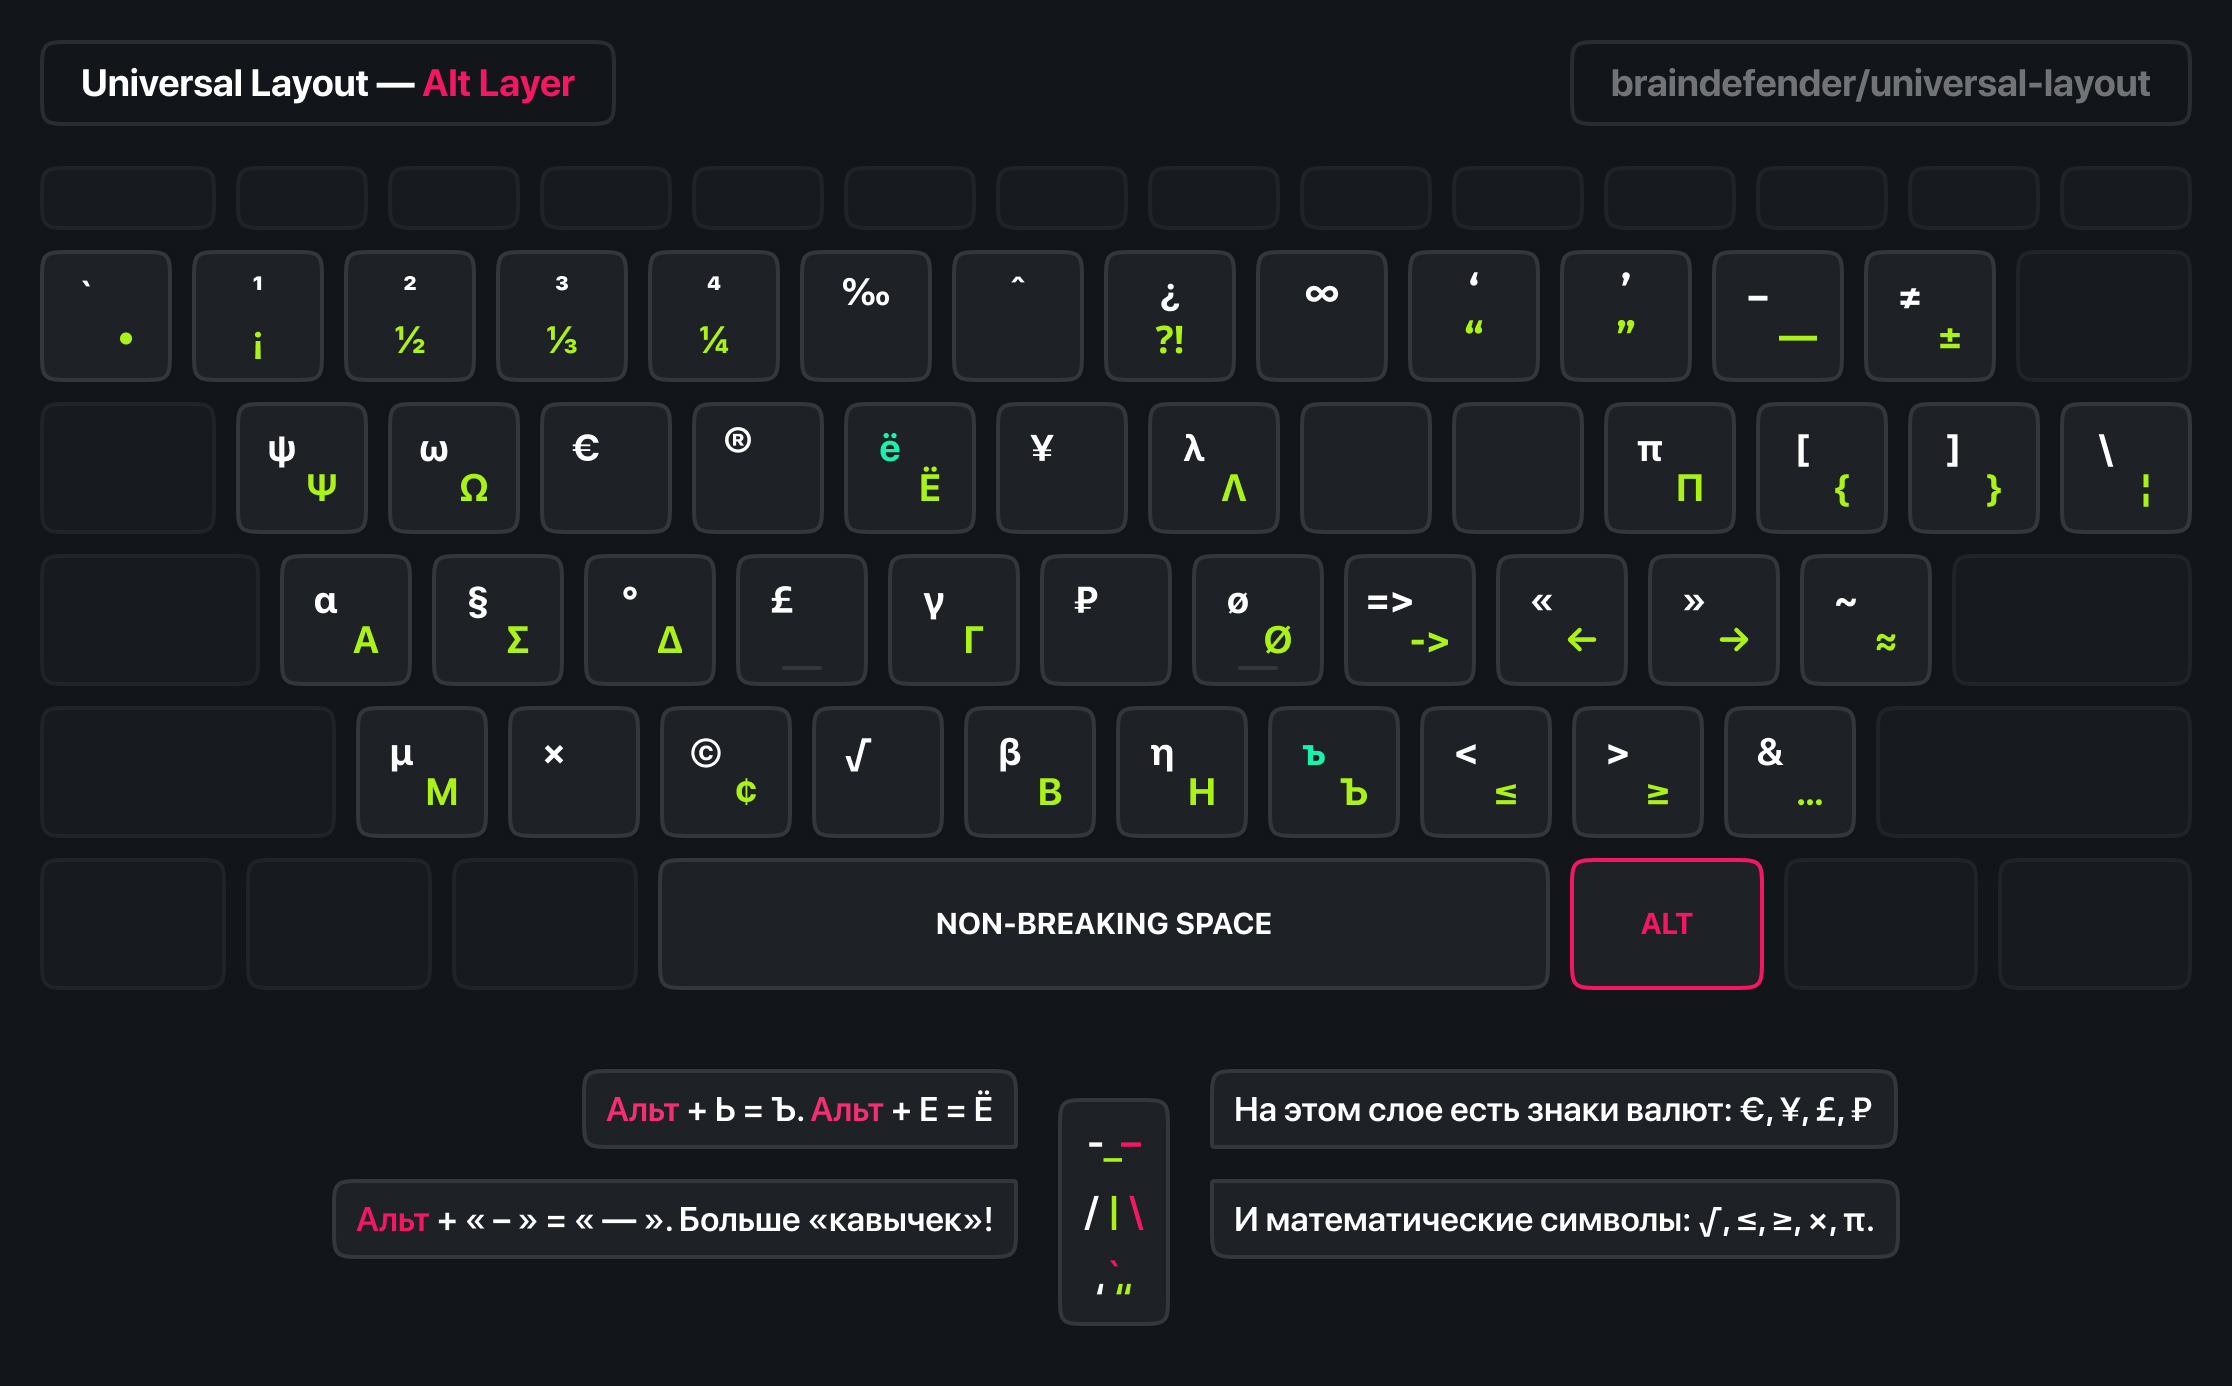 Universal Layout — Alt Layer
braindefender/universal-layout
` •
¹ ¡
² ½
³ ⅓
⁴ ¼
‰
ˆ
¿ ?!
∞
‘ “
’ ”
– —
≠ ±
ψ Ψ
ω Ω
€
®
ё Ё
¥
λ Λ
π Π
[ {
] }
\ ¦
α Α
§ Σ
° Δ
£
γ Γ
₽
ø Ø
=> ->
« ←
» →
~ ≈
μ Μ
×
© ¢
√
β Β
η Η
ъ Ъ
< ≤
> ≥
& …
NON-BREAKING SPACE
ALT
Альт + Ь = Ъ. Альт + Е = Ё
Альт + « – » = « — ». Больше «кавычек»!
- _ –
/ | \
' ` "
На этом слое есть знаки валют: €, ¥, £, ₽
И математические символы: √, ≤, ≥, ×, π.